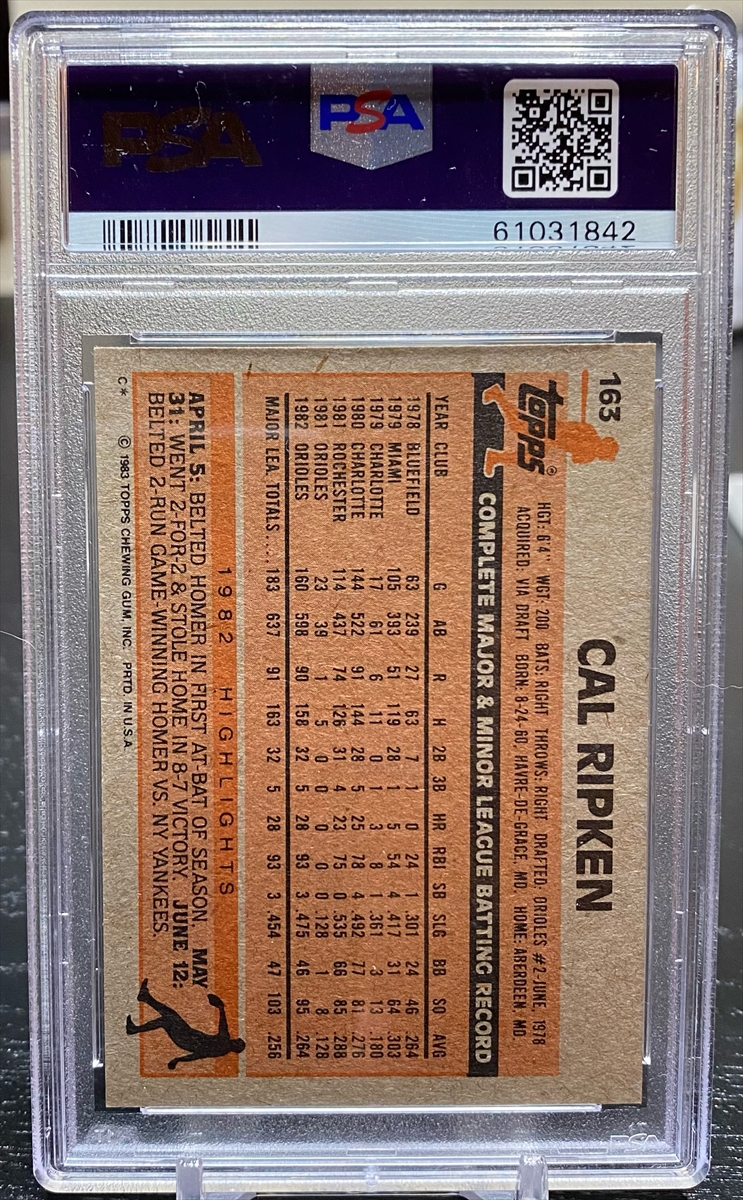 PSA
PSA
61031842
163
CAL RIPKEN
topps®
HGT: 6'4" WGT: 200 BATS: RIGHT THROWS: RIGHT DRAFTED: ORIOLES #2-JUNE, 1978
ACQUIRED: VIA DRAFT BORN: 8-24-60, HAVRE-DE-GRACE, MD. HOME: ABERDEEN, MD
COMPLETE MAJOR & MINOR LEAGUE BATTING RECORD
YEAR CLUB G AB R H 2B 3B HR RBI SB SLG BB SO AVG
1978 BLUEFIELD 63 239 27 63 7 1 0 24 1 .301 24 46 .264
1979 MIAMI 105 393 51 119 28 1 5 54 4 .417 31 64 .303
1979 CHARLOTTE 17 61 6 11 0 1 3 8 1 .361 3 13 .180
1980 CHARLOTTE 144 522 91 144 28 5 25 78 4 .492 77 81 .276
1981 ROCHESTER 114 437 74 126 31 4 23 75 0 .535 66 85 .288
1981 ORIOLES 23 39 1 5 0 0 0 0 0 .128 1 8 .128
1982 ORIOLES 160 598 90 158 32 5 28 93 3 .475 46 95 .264
MAJOR LEA. TOTALS.... 183 637 91 163 32 5 28 93 3 .454 47 103 .256
1982 HIGHLIGHTS
APRIL 5: BELTED HOMER IN FIRST AT-BAT OF SEASON. MAY
31: WENT 2-FOR-2 & STOLE HOME IN 8-7 VICTORY. JUNE 12:
BELTED 2-RUN GAME-WINNING HOMER VS. NY YANKEES.
C* © 1983 TOPPS CHEWING GUM, INC. PRTD. IN U.S.A.
PSA